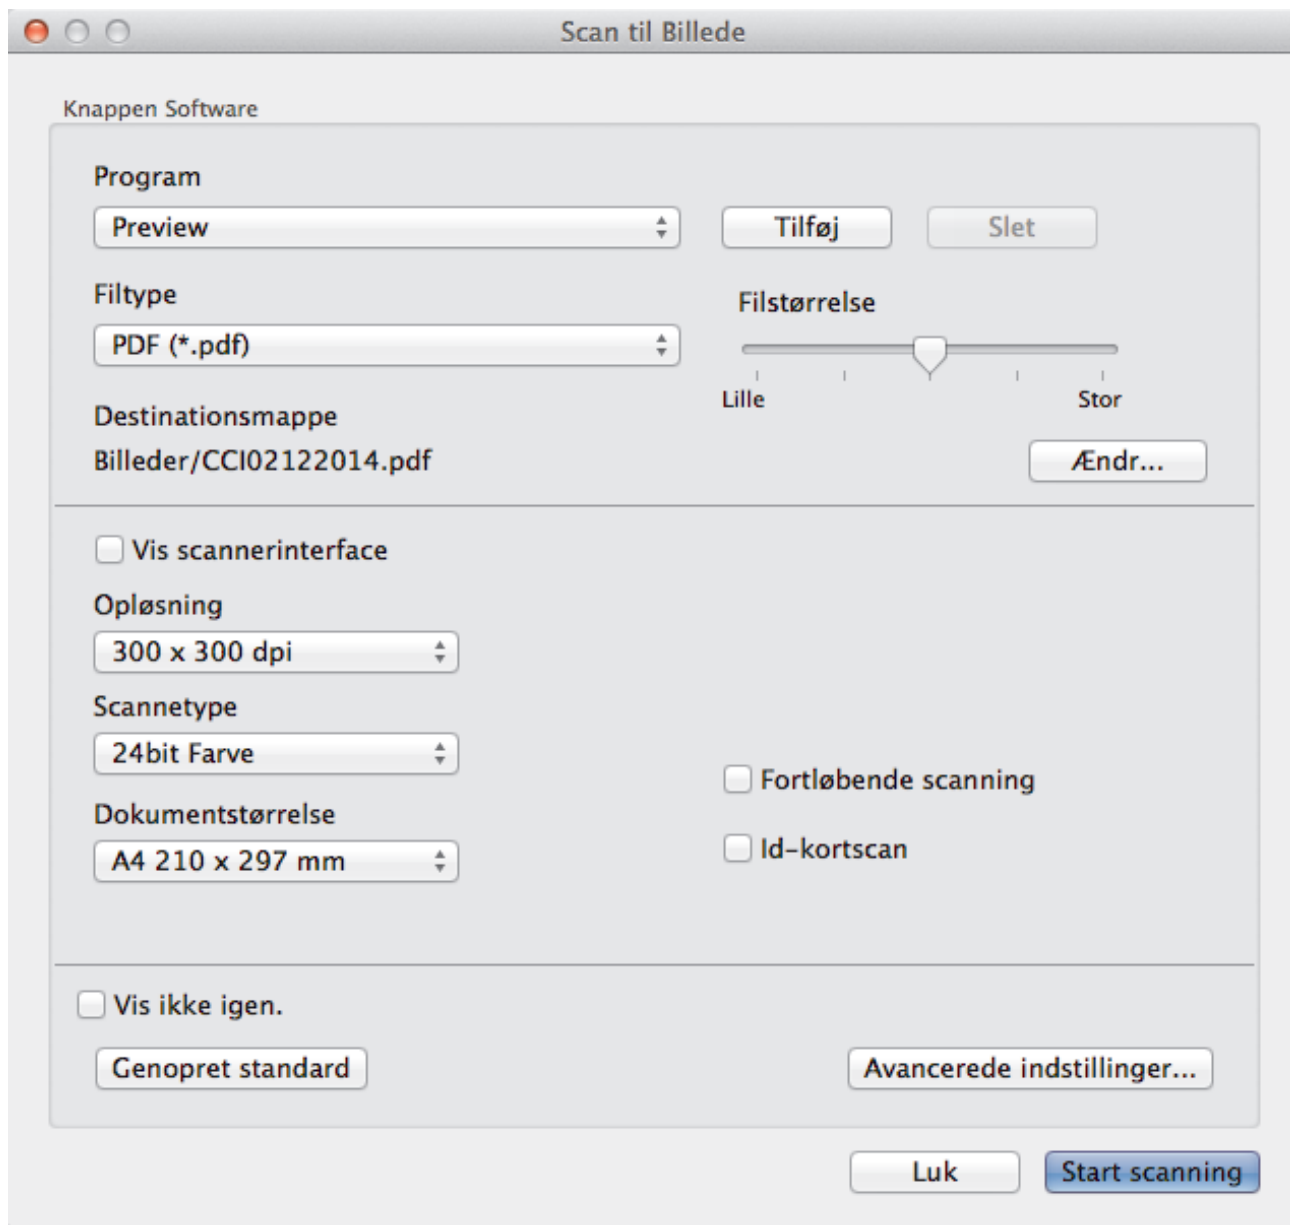 Scan til Billede
Knappen Software
Program
Preview
Tilføj
Slet
Filtype
Filstørrelse
PDF (*.pdf)
Lille
Stor
Destinationsmappe
Billeder/CCI02122014.pdf
Ændr...
Vis scannerinterface
Opløsning
300 x 300 dpi
Scannetype
24bit Farve
Fortløbende scanning
Dokumentstørrelse
Id-kortscan
A4 210 x 297 mm
Vis ikke igen.
Genopret standard
Avancerede indstillinger...
Luk
Start scanning